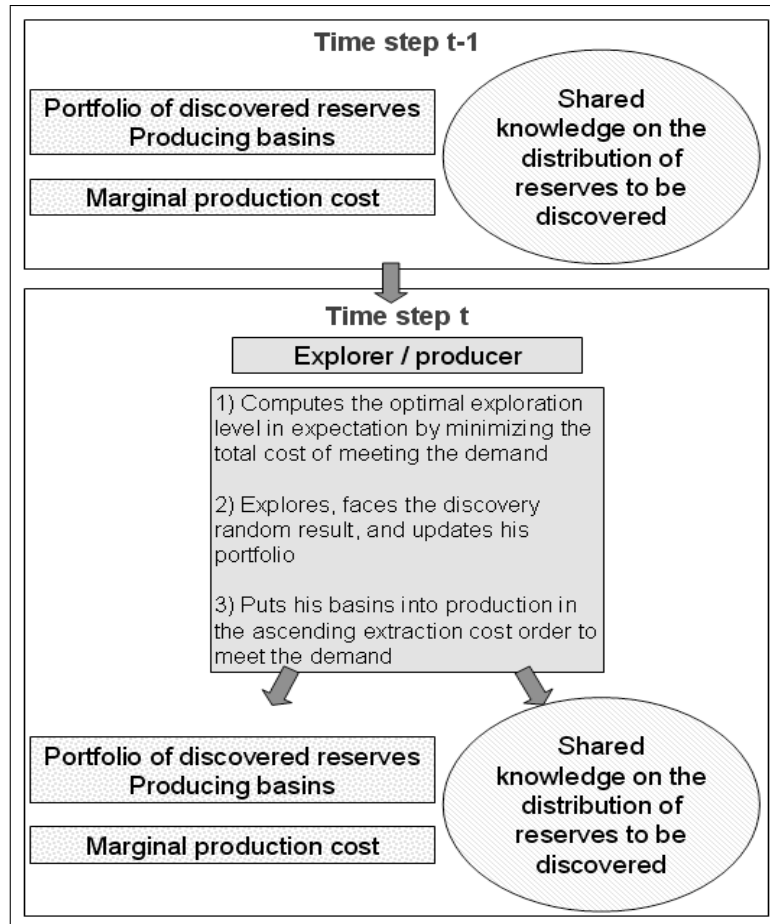 Time step t-1
Portfolio of discovered reserves
Producing basins
Marginal production cost
Shared
knowledge on the
distribution of
reserves to be
discovered
Time step t
Explorer / producer
1) Computes the optimal exploration
level in expectation by minimizing the
total cost of meeting the demand
2) Explores, faces the discovery
random result, and updates his
portfolio
3) Puts his basins into production in
the ascending extraction cost order to
meet the demand
Portfolio of discovered reserves
Producing basins
Marginal production cost
Shared
knowledge on the
distribution of
reserves to be
discovered